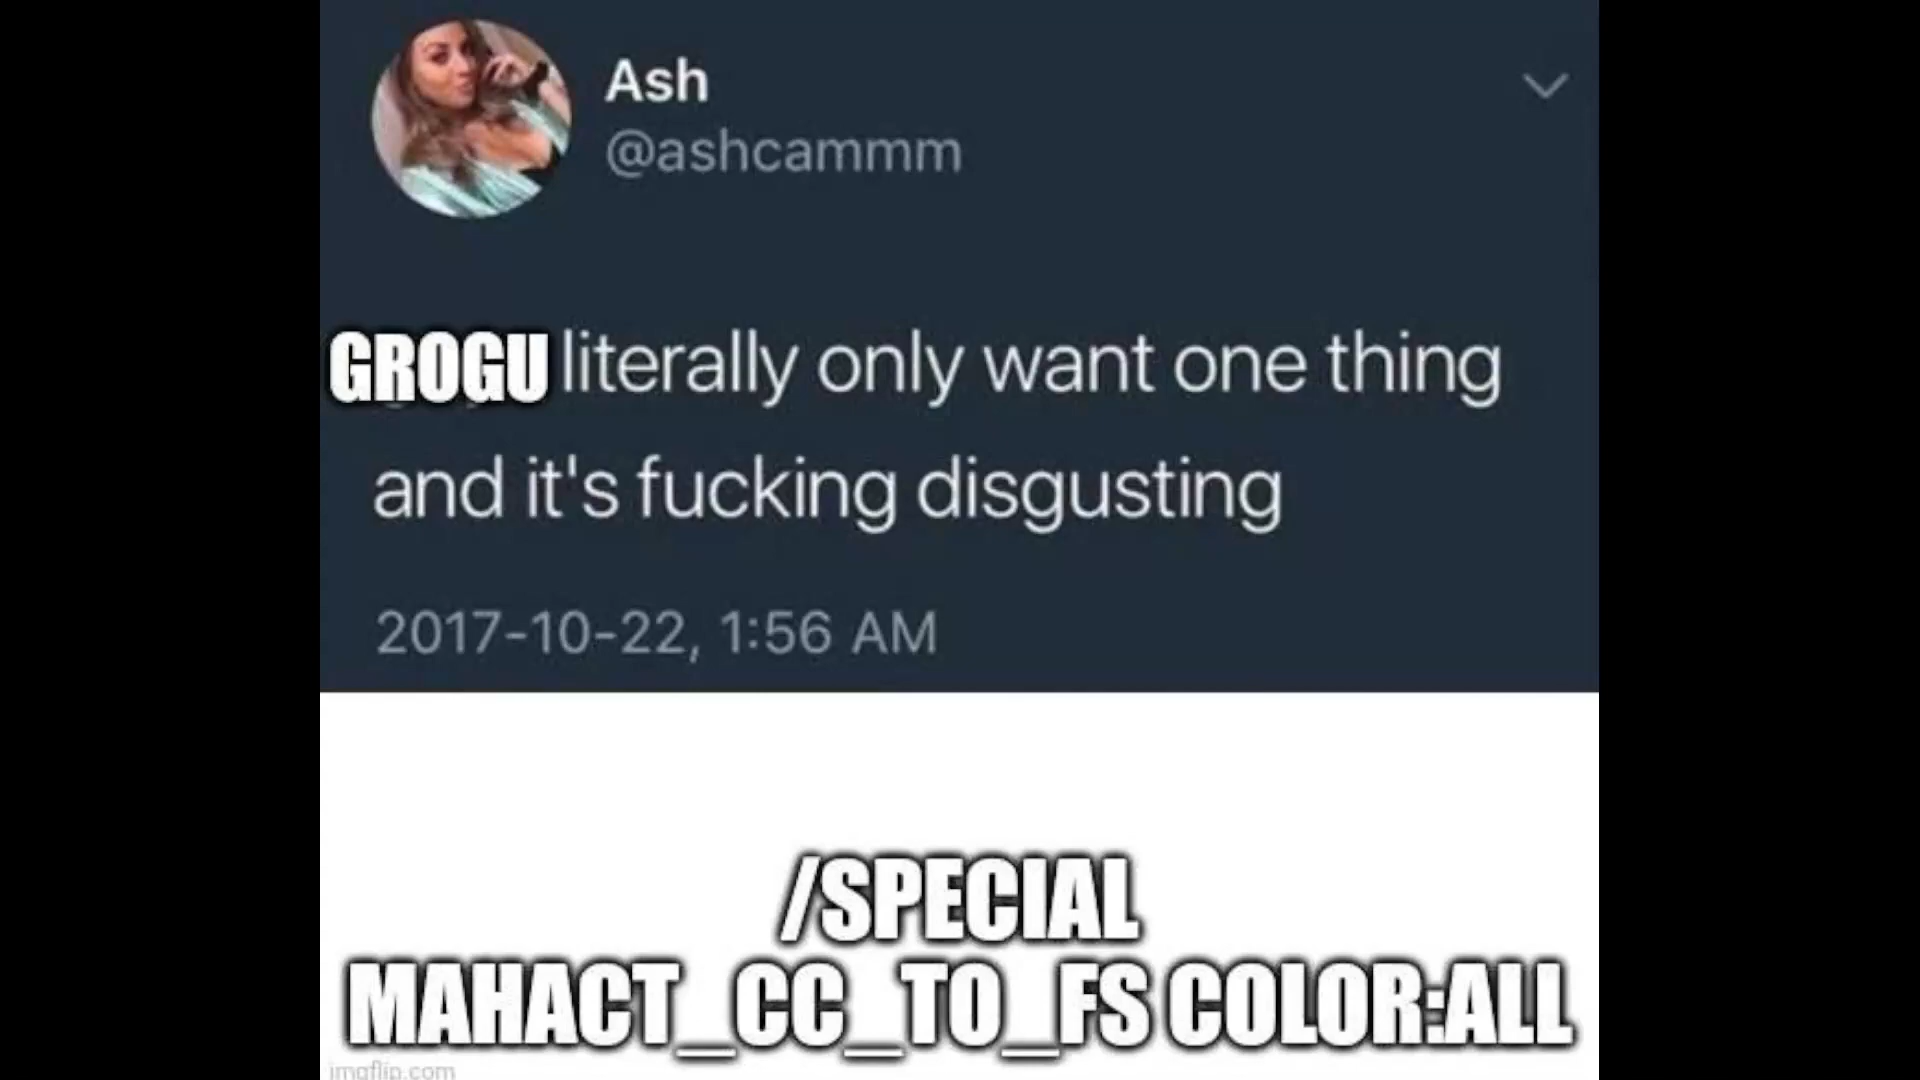 Ash
@ashcammm
GROGU literally only want one thing
and it's fucking disgusting
2017-10-22, 1:56 AM
/SPECIAL
MAHACT_CC_TO_FS COLOR:ALL
imgflip.com